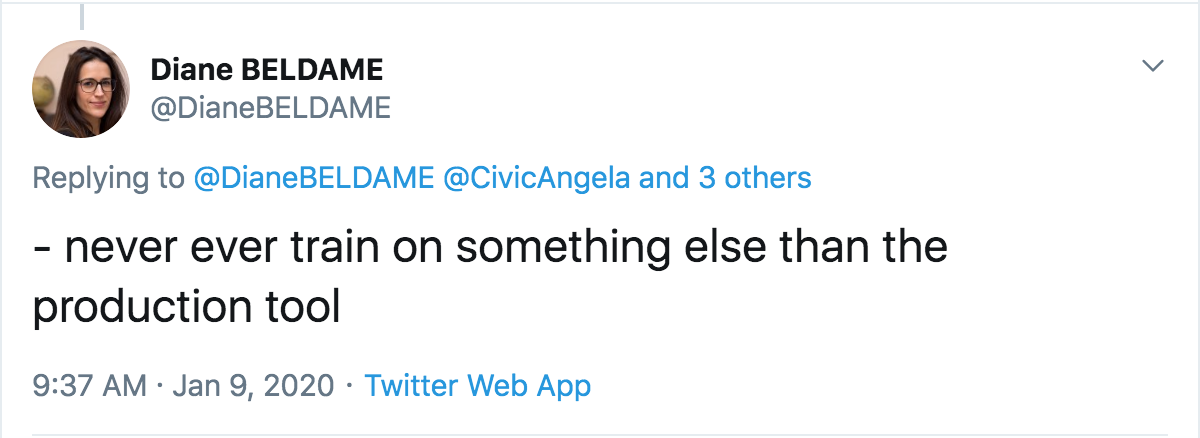 Diane BELDAME
@DianeBELDAME
Replying to @DianeBELDAME @CivicAngela and 3 others
- never ever train on something else than the
production tool
9:37 AM · Jan 9, 2020 · Twitter Web App